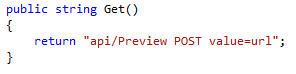 public string Get()
{
    return "api/Preview POST value=url";
}